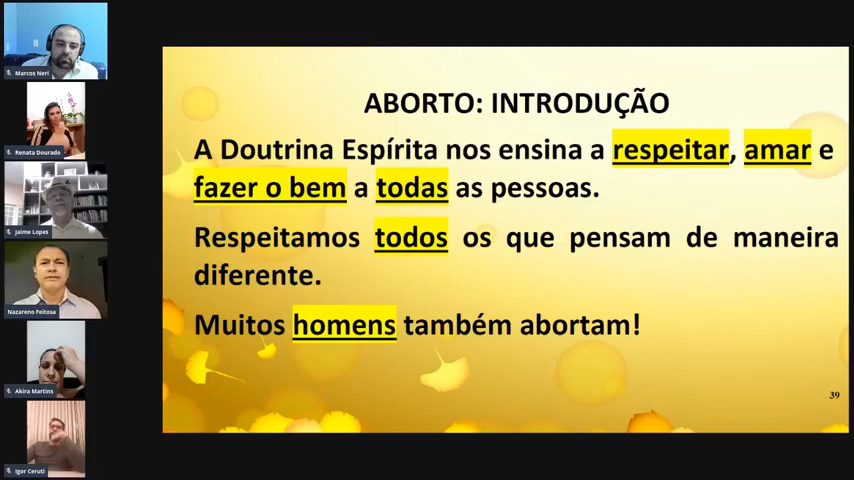 Marcos Neri
Renata Dourado
Jaime Lopes
Nazareno Feitosa
Akira Martins
Igor Ceruti
ABORTO: INTRODUÇÃO
A Doutrina Espírita nos ensina a respeitar, amar e
fazer o bem a todas as pessoas.
Respeitamos todos os que pensam de maneira
diferente.
Muitos homens também abortam!
39